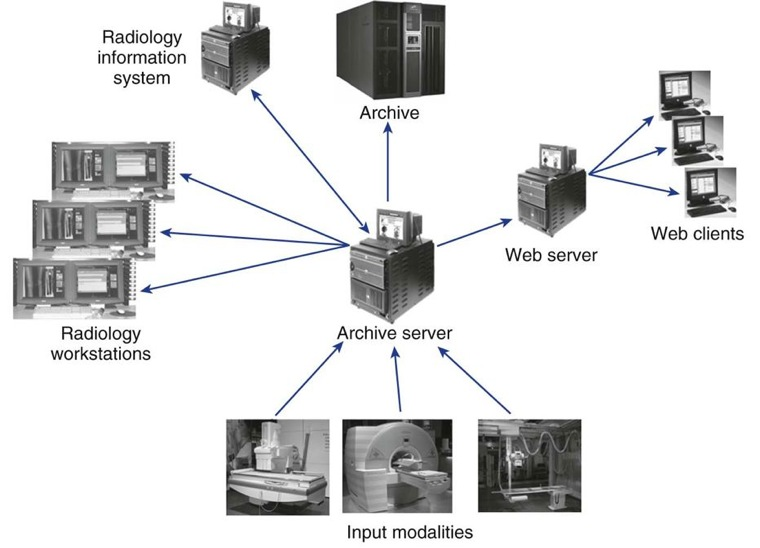 Radiology
information
system
Archive
Web server
Web clients
Radiology
workstations
Archive server
Input modalities